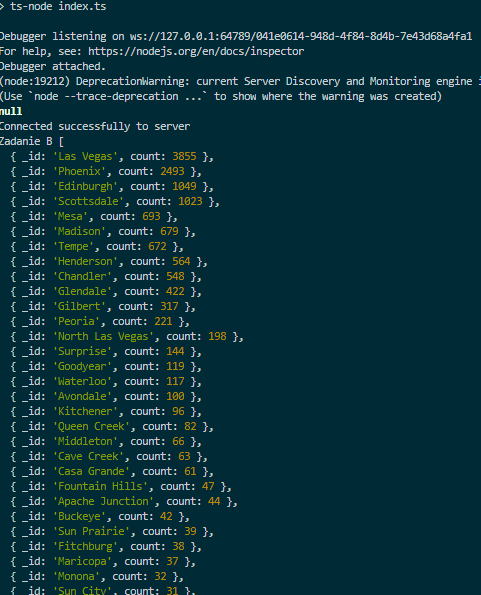 > ts-node index.ts
Debugger listening on ws://127.0.0.1:64789/041e0614-948d-4f84-8d4b-7e43d68a4fa1
For help, see: https://nodejs.org/en/docs/inspector
Debugger attached.
(node:19212) DeprecationWarning: current Server Discovery and Monitoring engine i
(Use `node --trace-deprecation ...` to show where the warning was created)
null
Connected successfully to server
Zadanie B [
{ _id: 'Las Vegas', count: 3855 },
{ _id: 'Phoenix', count: 2493 },
{ _id: 'Edinburgh', count: 1049 },
{ _id: 'Scottsdale', count: 1023 },
{ _id: 'Mesa', count: 693 },
{ _id: 'Madison', count: 679 },
{ _id: 'Tempe', count: 672 },
{ _id: 'Henderson', count: 564 },
{ _id: 'Chandler', count: 548 },
{ _id: 'Glendale', count: 422 },
{ _id: 'Gilbert', count: 317 },
{ _id: 'Peoria', count: 221 },
{ _id: 'North Las Vegas', count: 198 },
{ _id: 'Surprise', count: 144 },
{ _id: 'Goodyear', count: 119 },
{ _id: 'Waterloo', count: 117 },
{ _id: 'Avondale', count: 100 },
{ _id: 'Kitchener', count: 96 },
{ _id: 'Queen Creek', count: 82 },
{ _id: 'Middleton', count: 66 },
{ _id: 'Cave Creek', count: 63 },
{ _id: 'Casa Grande', count: 61 },
{ _id: 'Fountain Hills', count: 47 },
{ _id: 'Apache Junction', count: 44 },
{ _id: 'Buckeye', count: 42 },
{ _id: 'Sun Prairie', count: 39 },
{ _id: 'Fitchburg', count: 38 },
{ _id: 'Maricopa', count: 37 },
{ _id: 'Monona', count: 32 },
{ _id: 'Sun City', count: 31 },